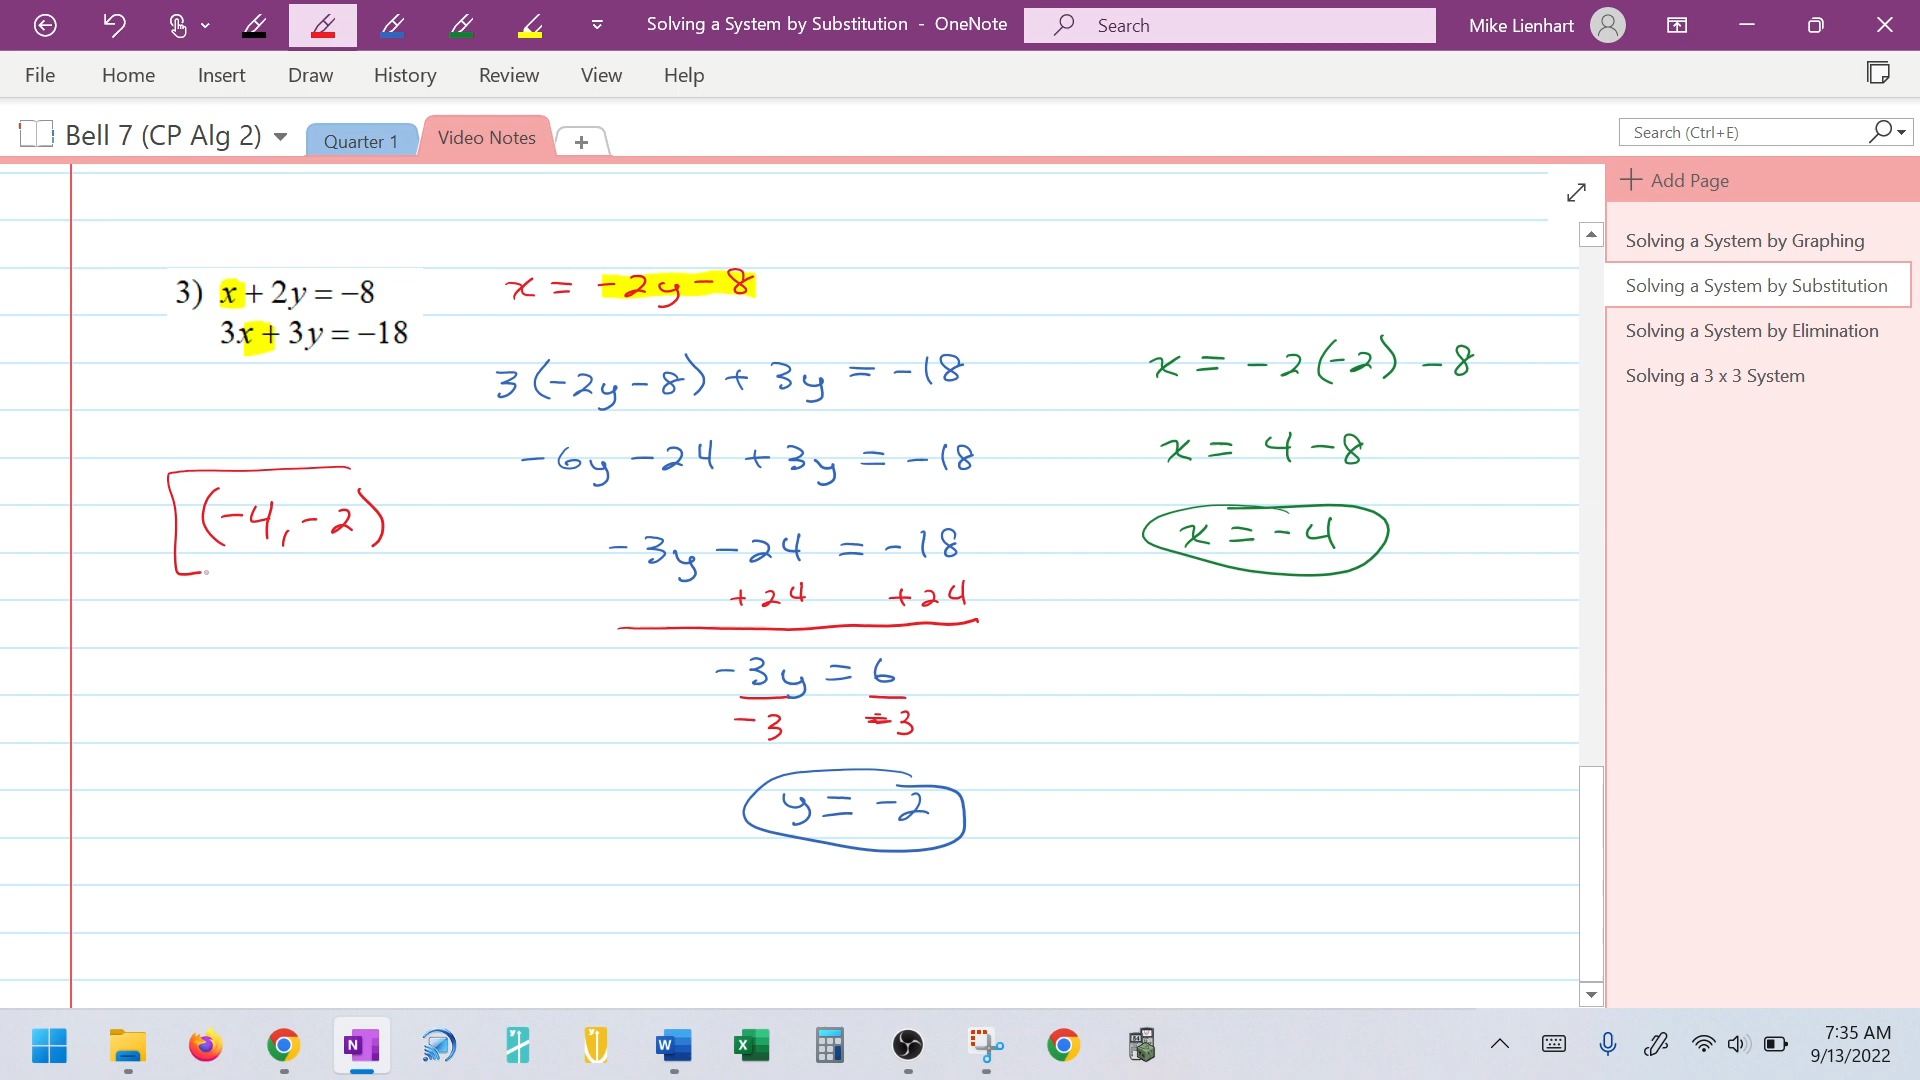 Solving a System by Substitution - OneNote
Search
Mike Lienhart
File Home Insert Draw History Review View Help
Bell 7 (CP Alg 2)
Quarter 1
Video Notes
Search (Ctrl+E)
Add Page
Solving a System by Graphing
Solving a System by Substitution
Solving a System by Elimination
Solving a 3 x 3 System
3) x + 2y = −8
3x + 3y = −18
x = -2y - 8
3(-2y - 8) + 3y = -18
-6y - 24 + 3y = -18
-3y - 24 = -18
+24 +24
-3y = 6
-3 -3
y = -2
x = -2(-2) - 8
x = 4 - 8
x = -4
(-4, -2)
7:35 AM
9/13/2022